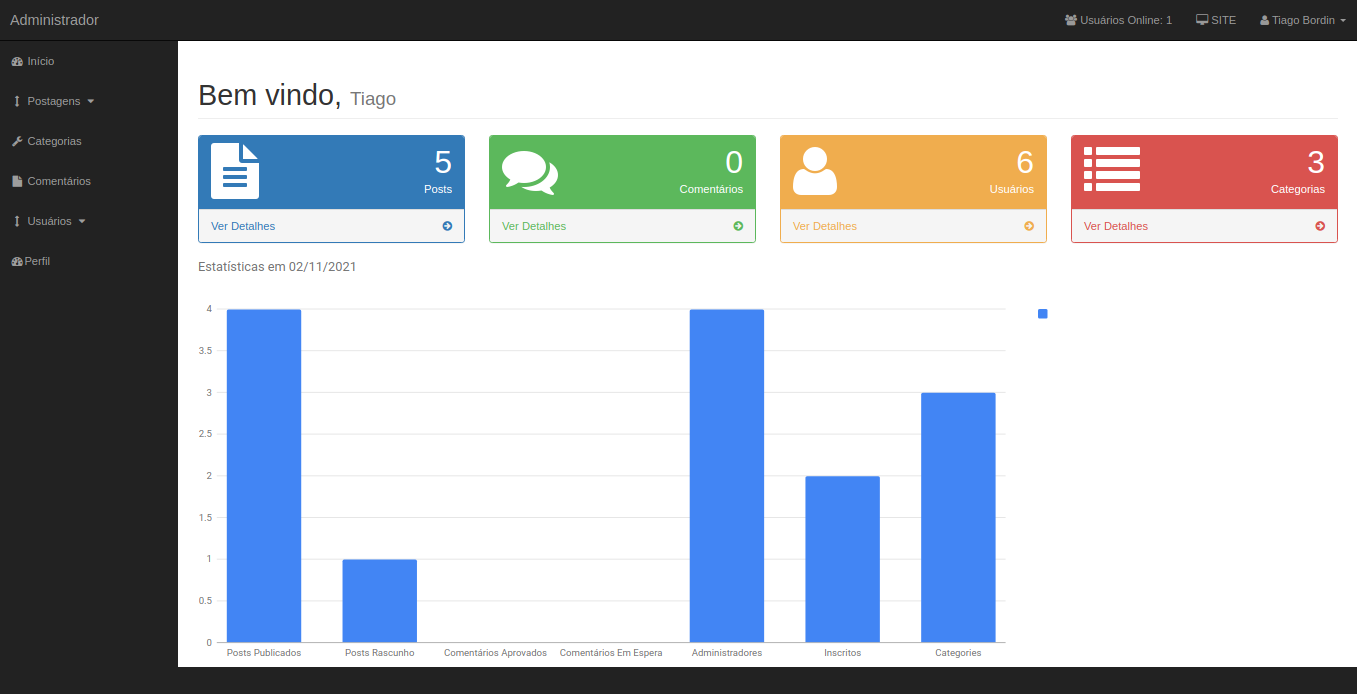 Administrador
Usuários Online: 1 SITE Tiago Bordin
Início
Postagens
Categorias
Comentários
Usuários
Perfil
Bem vindo, Tiago
5
Posts
Ver Detalhes
0
Comentários
Ver Detalhes
6
Usuários
Ver Detalhes
3
Categorias
Ver Detalhes
Estatísticas em 02/11/2021
4
3.5
3
2.5
2
1.5
1
0.5
0
Posts Publicados Posts Rascunho Comentários Aprovados Comentários Em Espera Administradores Inscritos Categories